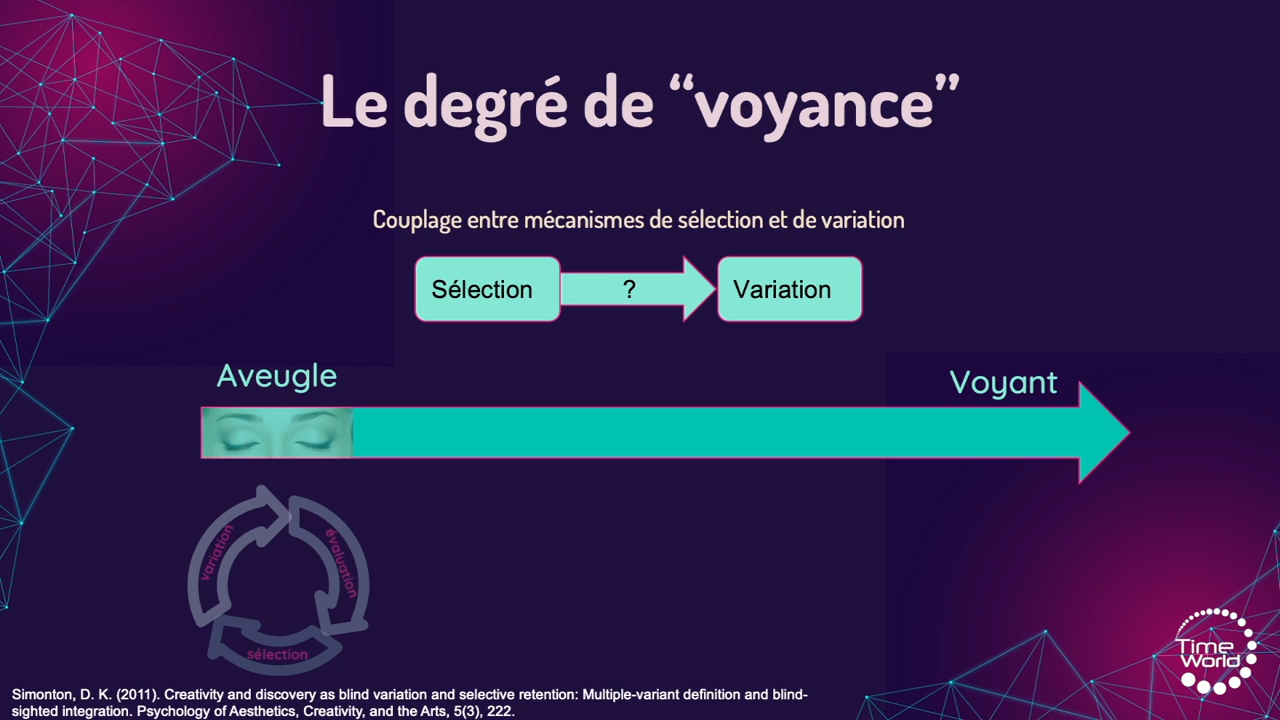 Le degré de “voyance”
Couplage entre mécanismes de sélection et de variation
Sélection
?
Variation
Aveugle
Voyant
variation
évaluation
sélection
Time
World
Simonton, D. K. (2011). Creativity and discovery as blind variation and selective retention: Multiple-variant definition and blind-
sighted integration. Psychology of Aesthetics, Creativity, and the Arts, 5(3), 222.